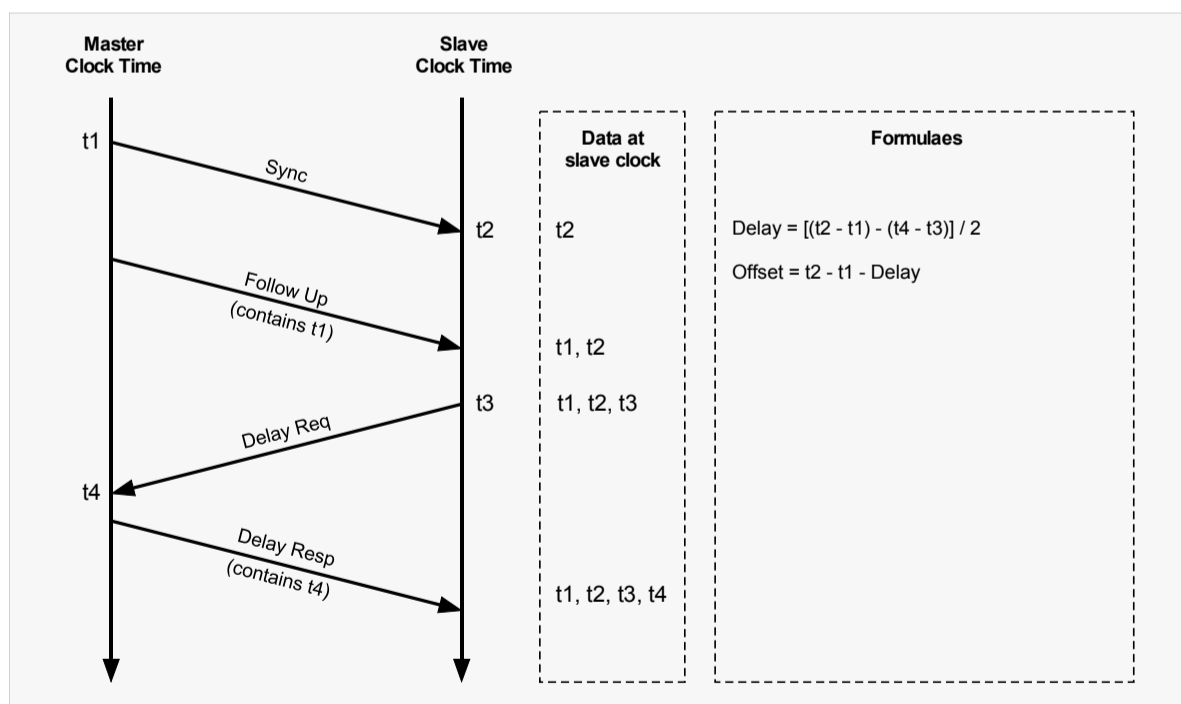 Master
Clock Time
Slave
Clock Time
Data at
slave clock
Formulaes
t1
Sync
t2
t2
Delay = [(t2 - t1) - (t4 - t3)] / 2
Offset = t2 - t1 - Delay
Follow Up
(contains t1)
t1, t2
t3
t1, t2, t3
Delay Req
t4
Delay Resp
(contains t4)
t1, t2, t3, t4